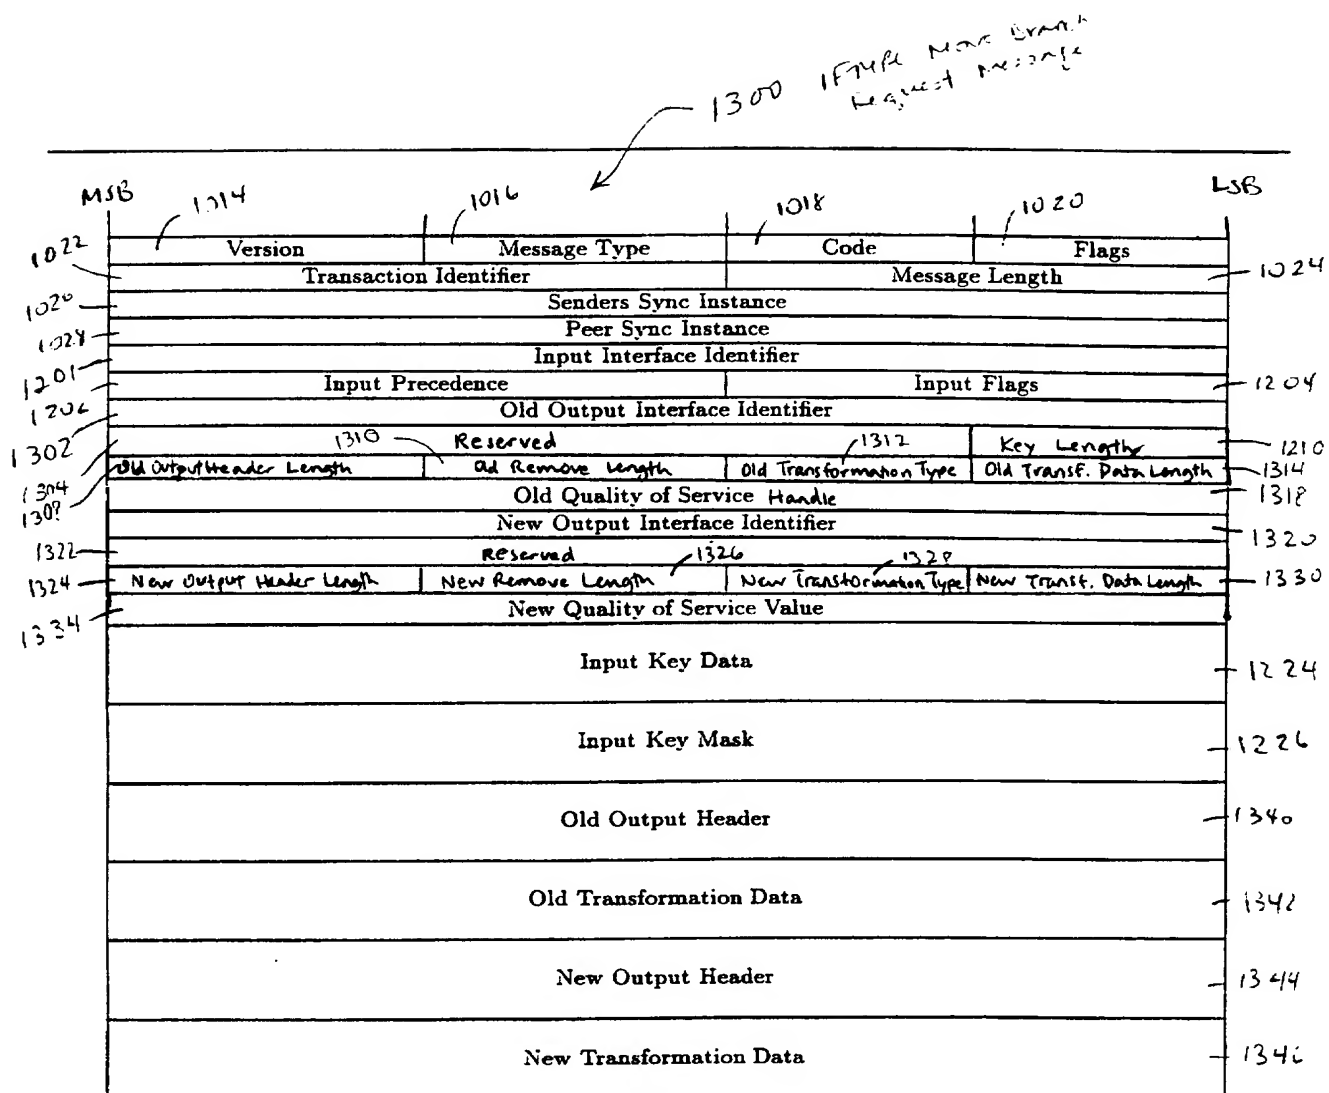 1300 IFMP Move Branch
Request Message
MSB LSB
1014 1016 1018 1020
1022 Version Message Type Code Flags
Transaction Identifier Message Length 1024
Senders Sync Instance
1028 Peer Sync Instance
1201 Input Interface Identifier
Input Precedence Input Flags 1204
1206 Old Output Interface Identifier
1302 1310 Reserved 1312 Key Length 1210
1304 Old Output Header Length Old Remove Length Old Transformation Type Old Transf. Data Length 1314
Old Quality of Service Handle 1318
New Output Interface Identifier 1320
1322 Reserved 1326 1328
1324 New Output Header Length New Remove Length New Transformation Type New Transf. Data Length 1330
1334 New Quality of Service Value
Input Key Data 1224
Input Key Mask 1226
Old Output Header 1340
Old Transformation Data 1342
New Output Header 1344
New Transformation Data